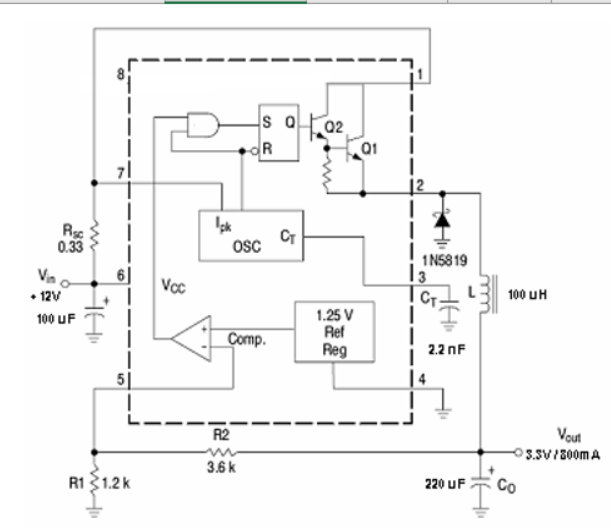 8
1
S Q
R
Q2
Q1
7
2
Rsc
0.33
Ipk
CT
OSC
1N5819
Vin
+ 12V
6
VCC
3
CT
L
100 uH
100 uF
+
2.2 nF
1.25 V
Ref
Reg
+
-
Comp.
5
4
R2
3.6 k
Vout
3.3V/800mA
R1
1.2 k
220 uF
+
CO